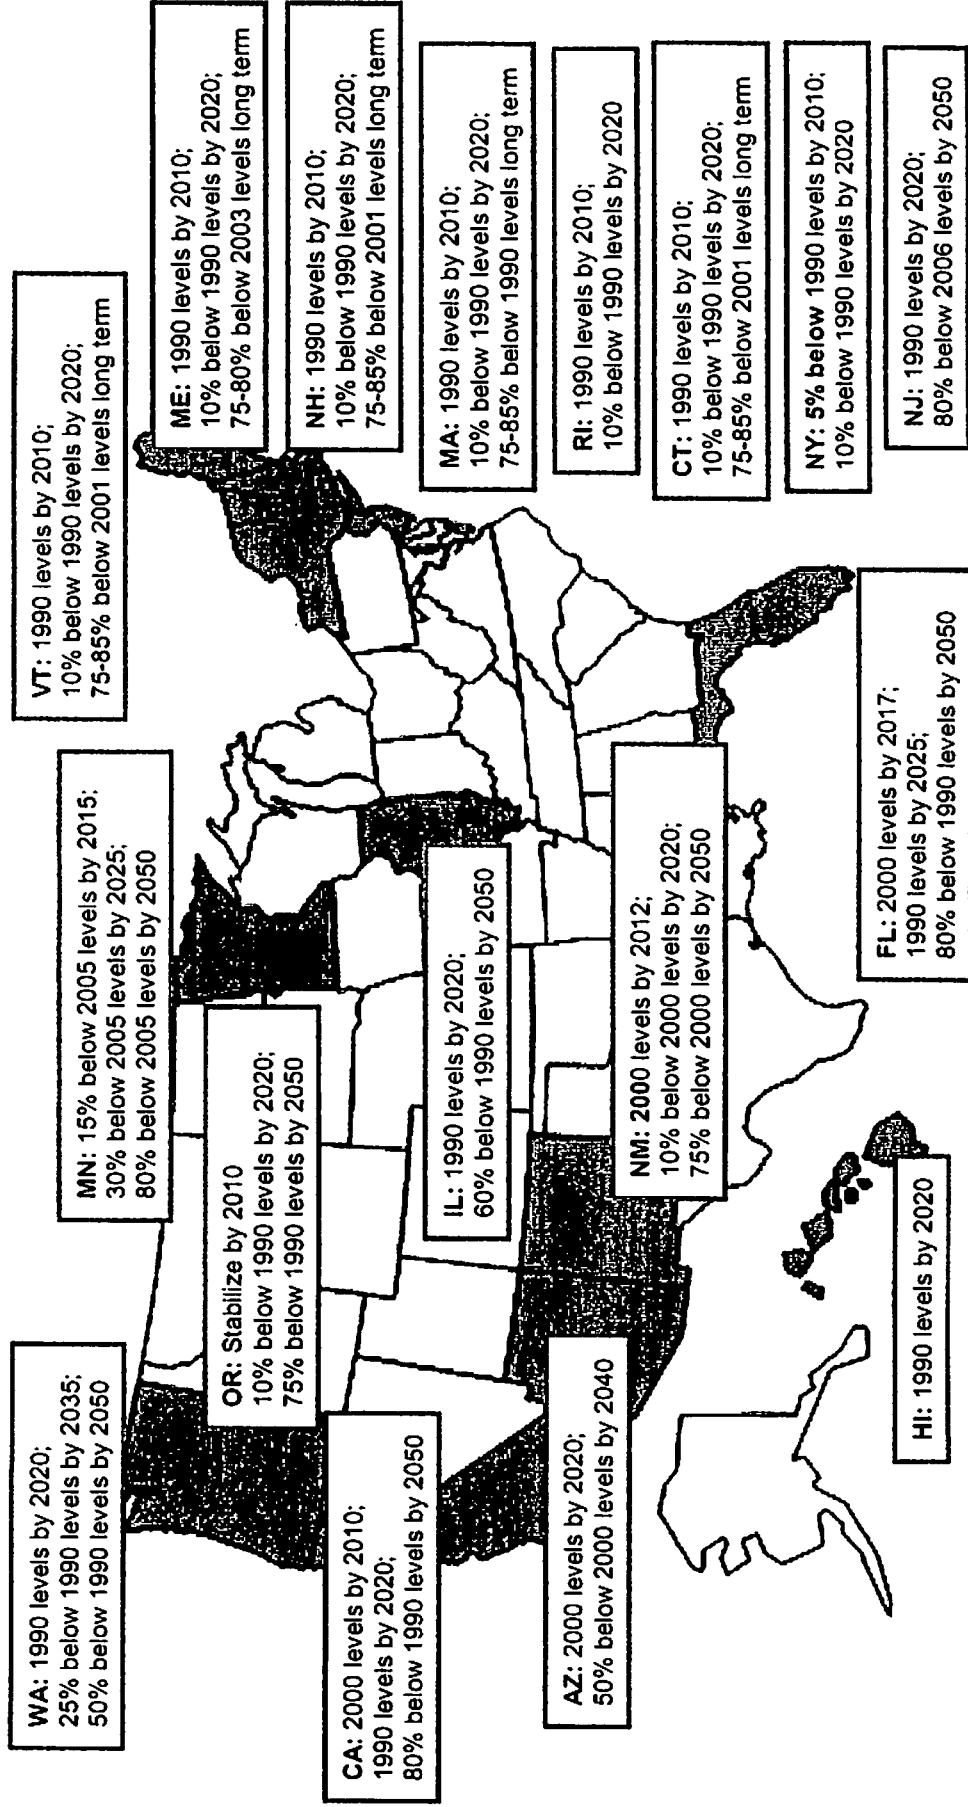 WA: 1990 levels by 2020;
25% below 1990 levels by 2035;
50% below 1990 levels by 2050
MN: 15% below 2005 levels by 2015;
30% below 2005 levels by 2025;
80% below 2005 levels by 2050
VT: 1990 levels by 2010;
10% below 1990 levels by 2020;
75-85% below 2001 levels long term
ME: 1990 levels by 2010;
10% below 1990 levels by 2020;
75-80% below 2003 levels long term
NH: 1990 levels by 2010;
10% below 1990 levels by 2020;
75-85% below 2001 levels long term
OR: Stabilize by 2010
10% below 1990 levels by 2020;
75% below 1990 levels by 2050
CA: 2000 levels by 2010;
1990 levels by 2020;
80% below 1990 levels by 2050
IL: 1990 levels by 2020;
60% below 1990 levels by 2050
MA: 1990 levels by 2010;
10% below 1990 levels by 2020;
75-85% below 1990 levels long term
RI: 1990 levels by 2010;
10% below 1990 levels by 2020
AZ: 2000 levels by 2020;
50% below 2000 levels by 2040
NM: 2000 levels by 2012;
10% below 2000 levels by 2020;
75% below 2000 levels by 2050
CT: 1990 levels by 2010;
10% below 1990 levels by 2020;
75-85% below 2001 levels long term
NY: 5% below 1990 levels by 2010;
10% below 1990 levels by 2020
HI: 1990 levels by 2020
FL: 2000 levels by 2017;
1990 levels by 2025;
80% below 1990 levels by 2050
NJ: 1990 levels by 2020;
80% below 2006 levels by 2050